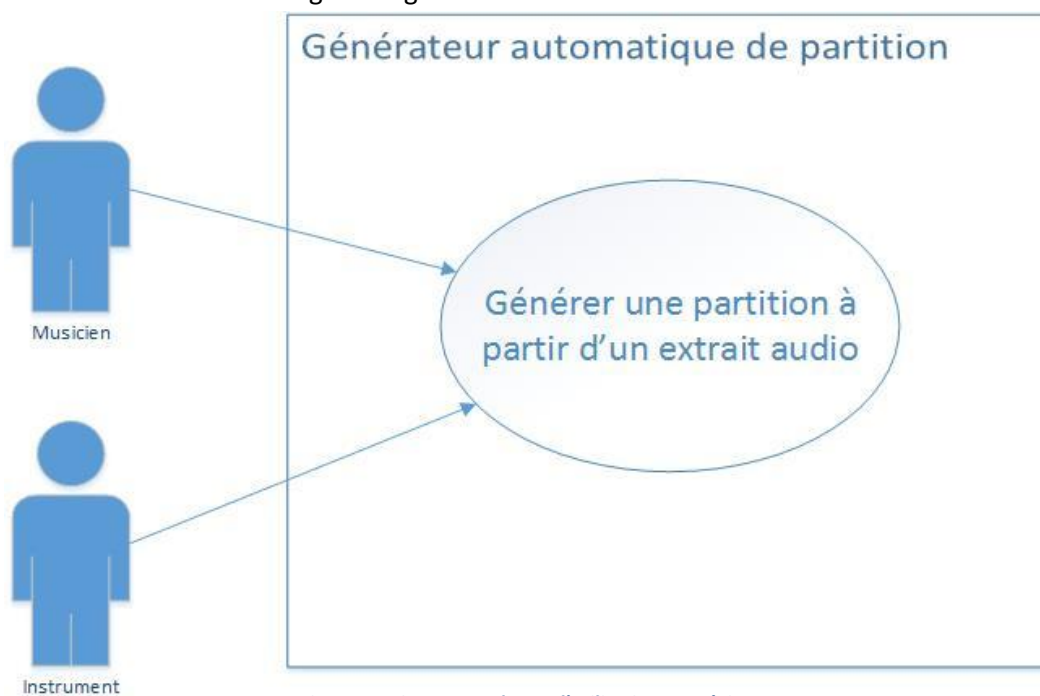 Générateur automatique de partition
Musicien
Générer une partition à
partir d'un extrait audio
Instrument